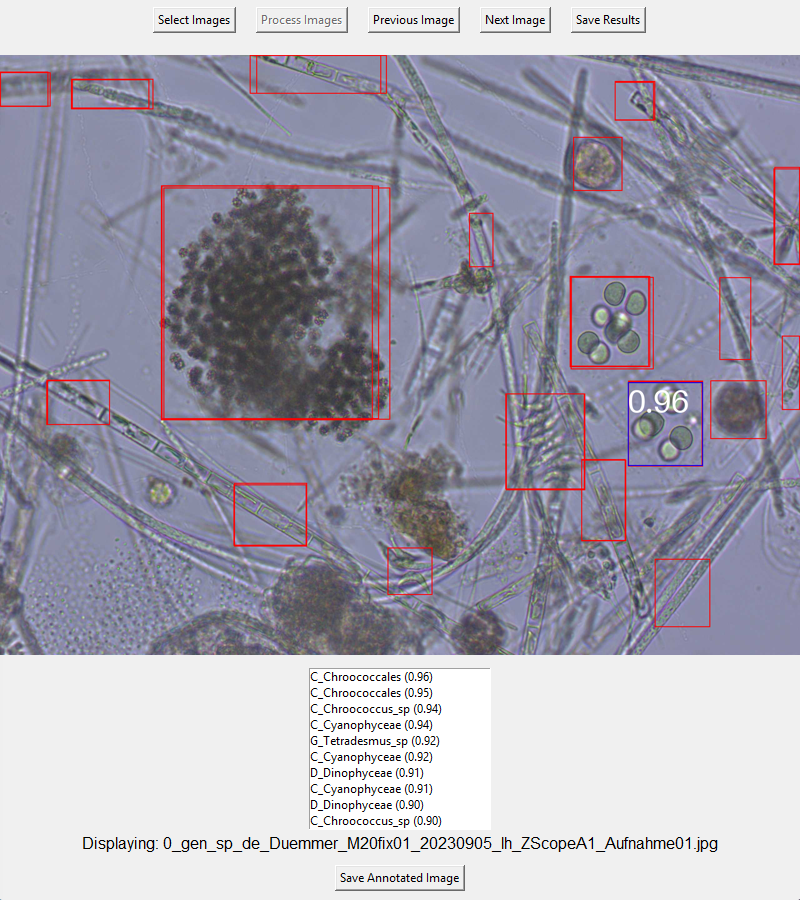 Select Images Process Images Previous Image Next Image Save Results
0.96
C_Chroococcales (0.96)
C_Chroococcales (0.95)
C_Chroococcus_sp (0.94)
C_Cyanophyceae (0.94)
G_Tetradesmus_sp (0.92)
C_Cyanophyceae (0.92)
D_Dinophyceae (0.91)
C_Cyanophyceae (0.91)
D_Dinophyceae (0.90)
C_Chroococcus_sp (0.90)
Displaying: 0_gen_sp_de_Duemmer_M20fix01_20230905_lh_ZScopeA1_Aufnahme01.jpg
Save Annotated Image